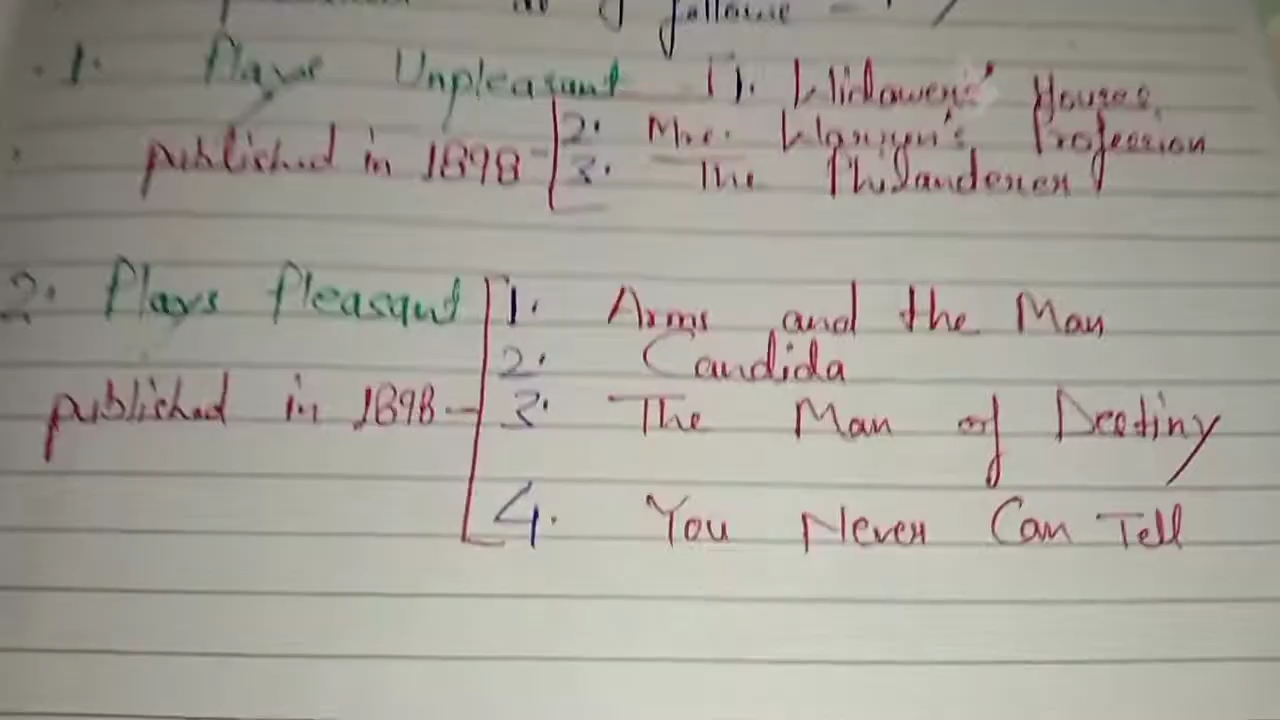 follows -
1. Plays Unpleasant 1. Widowers' Houses
published in 1898 - 2. Mrs. Warren's Profession
3. The Philanderer
2. Plays Pleasant 1. Arms and the Man
2. Candida
published in 1898 - 3. The Man of Destiny
4. You Never Can Tell